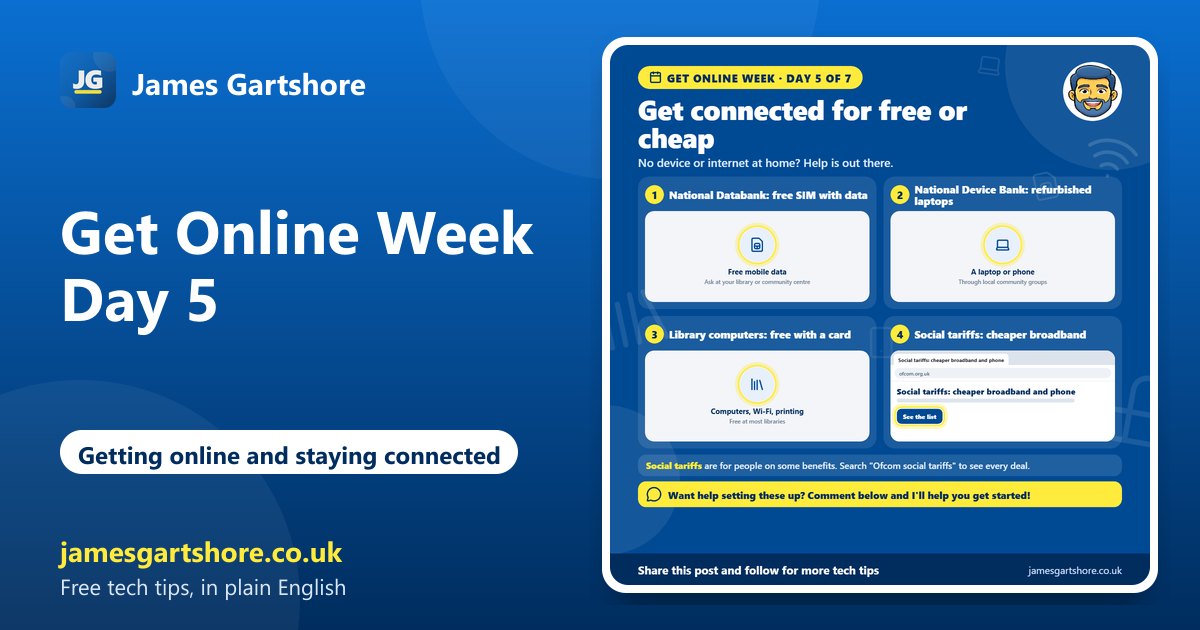 JG
James Gartshore
Get Online Week
Day 5
Getting online and staying connected
jamesgartshore.co.uk
Free tech tips, in plain English
GET ONLINE WEEK · DAY 5 OF 7
Get connected for free or
cheap
No device or internet at home? Help is out there.
1 National Databank: free SIM with data
Free mobile data
Ask at your library or community centre
2 National Device Bank: refurbished
laptops
A laptop or phone
Through local community groups
3 Library computers: free with a card
Computers, Wi-Fi, printing
Free at most libraries
4 Social tariffs: cheaper broadband
Social tariffs: cheaper broadband and phone
ofcom.org.uk
Social tariffs: cheaper broadband and phone
See the list
Social tariffs are for people on some benefits. Search "Ofcom social tariffs" to see every deal.
Want help setting these up? Comment below and I'll help you get started!
Share this post and follow for more tech tips
jamesgartshore.co.uk